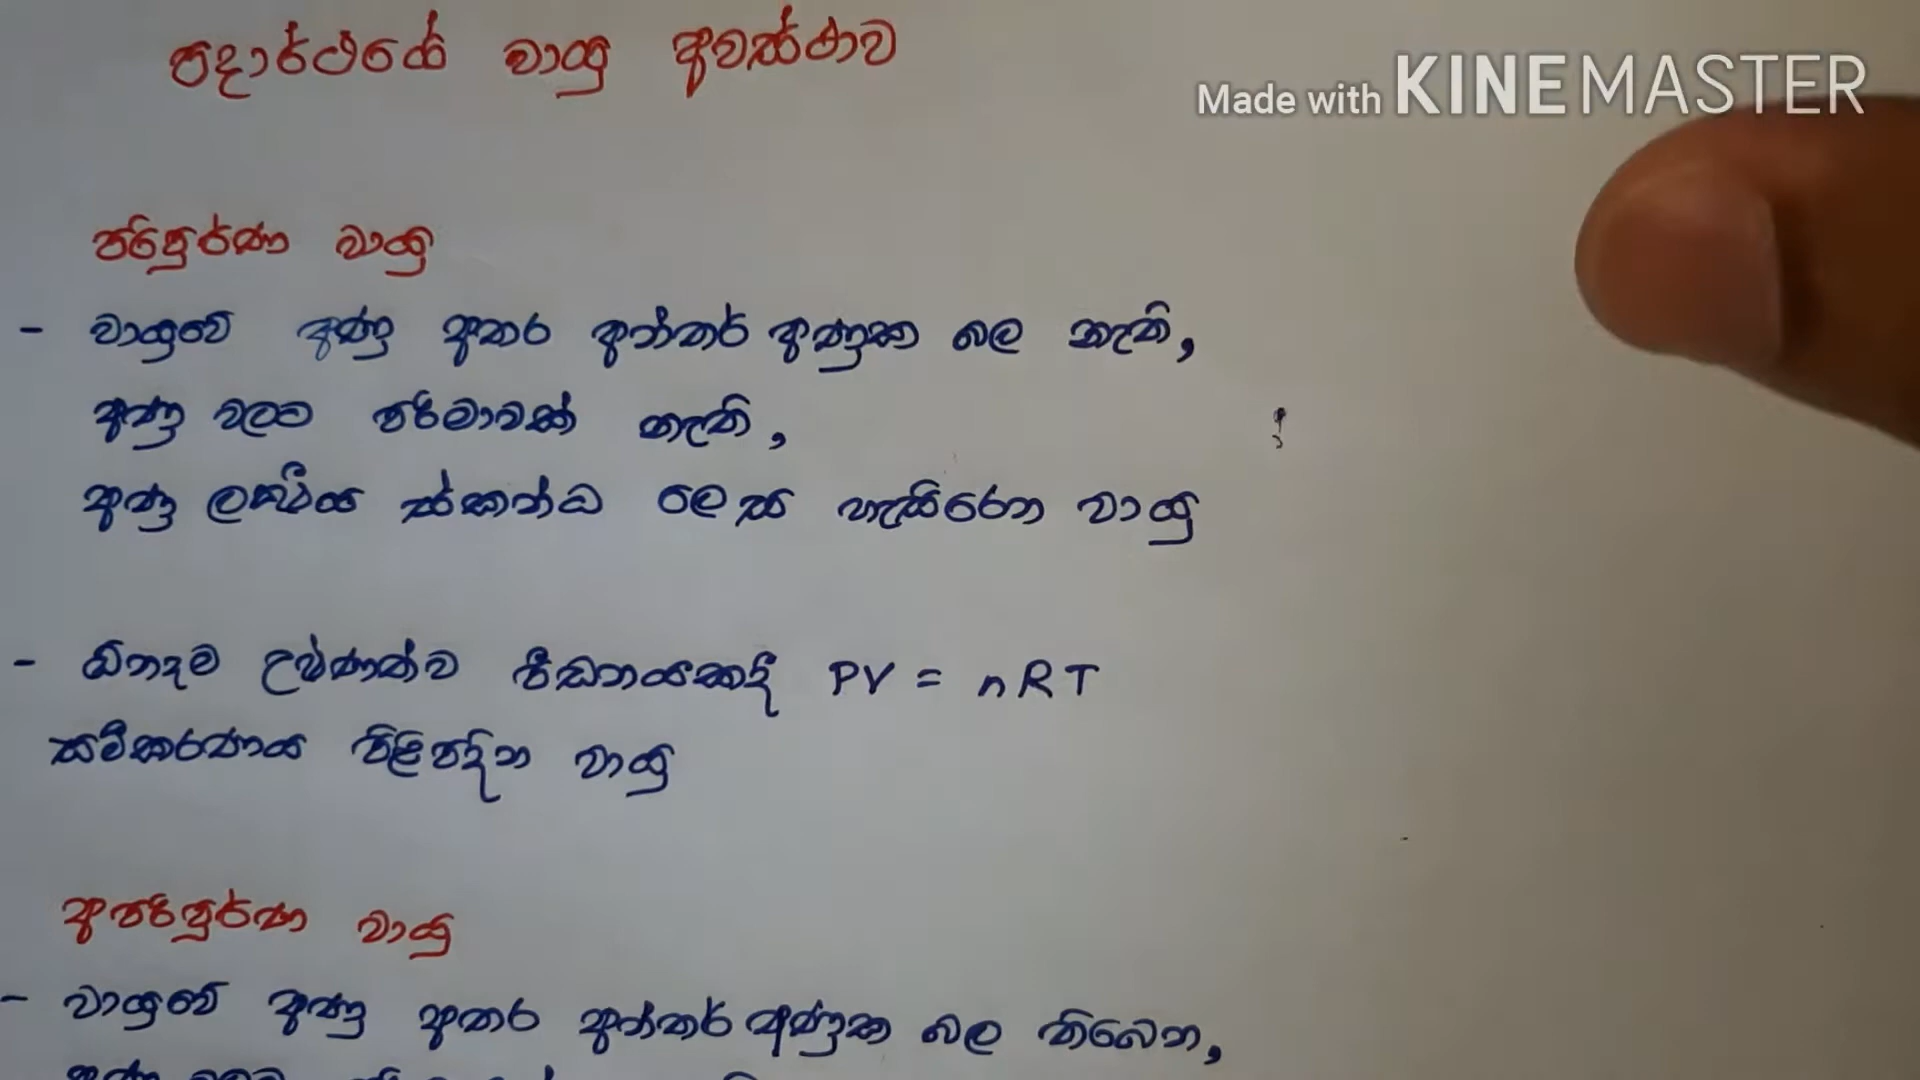 පදාර්ථයේ වායු අවස්ථාව
Made with KINEMASTER
පරිපූර්ණ වායු
- වායුවේ අණු අතර අන්තර් අණුක බල නැති,
අණු වලට පරිමාවක් නැති,
අණු ලක්ෂීය ස්කන්ධ ලෙස හැසිරෙන වායු
- ඕනෑම උෂ්ණත්ව පීඩනයකදී PV = nRT
සමීකරණය පිළිපදින වායු
අපරිපූර්ණ වායු
- වායුවේ අණු අතර අන්තර් අණුක බල තිබෙන,